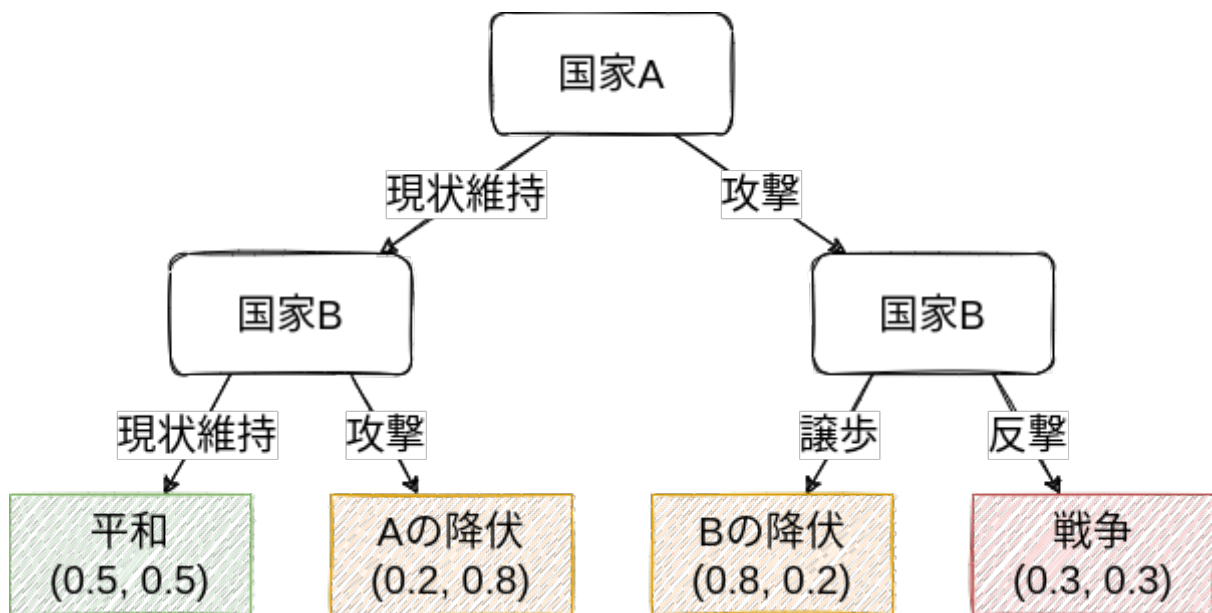 国家A
現状維持
攻撃
国家B
国家B
現状維持
攻撃
譲歩
反撃
平和
(0.5, 0.5)
Aの降伏
(0.2, 0.8)
Bの降伏
(0.8, 0.2)
戦争
(0.3, 0.3)